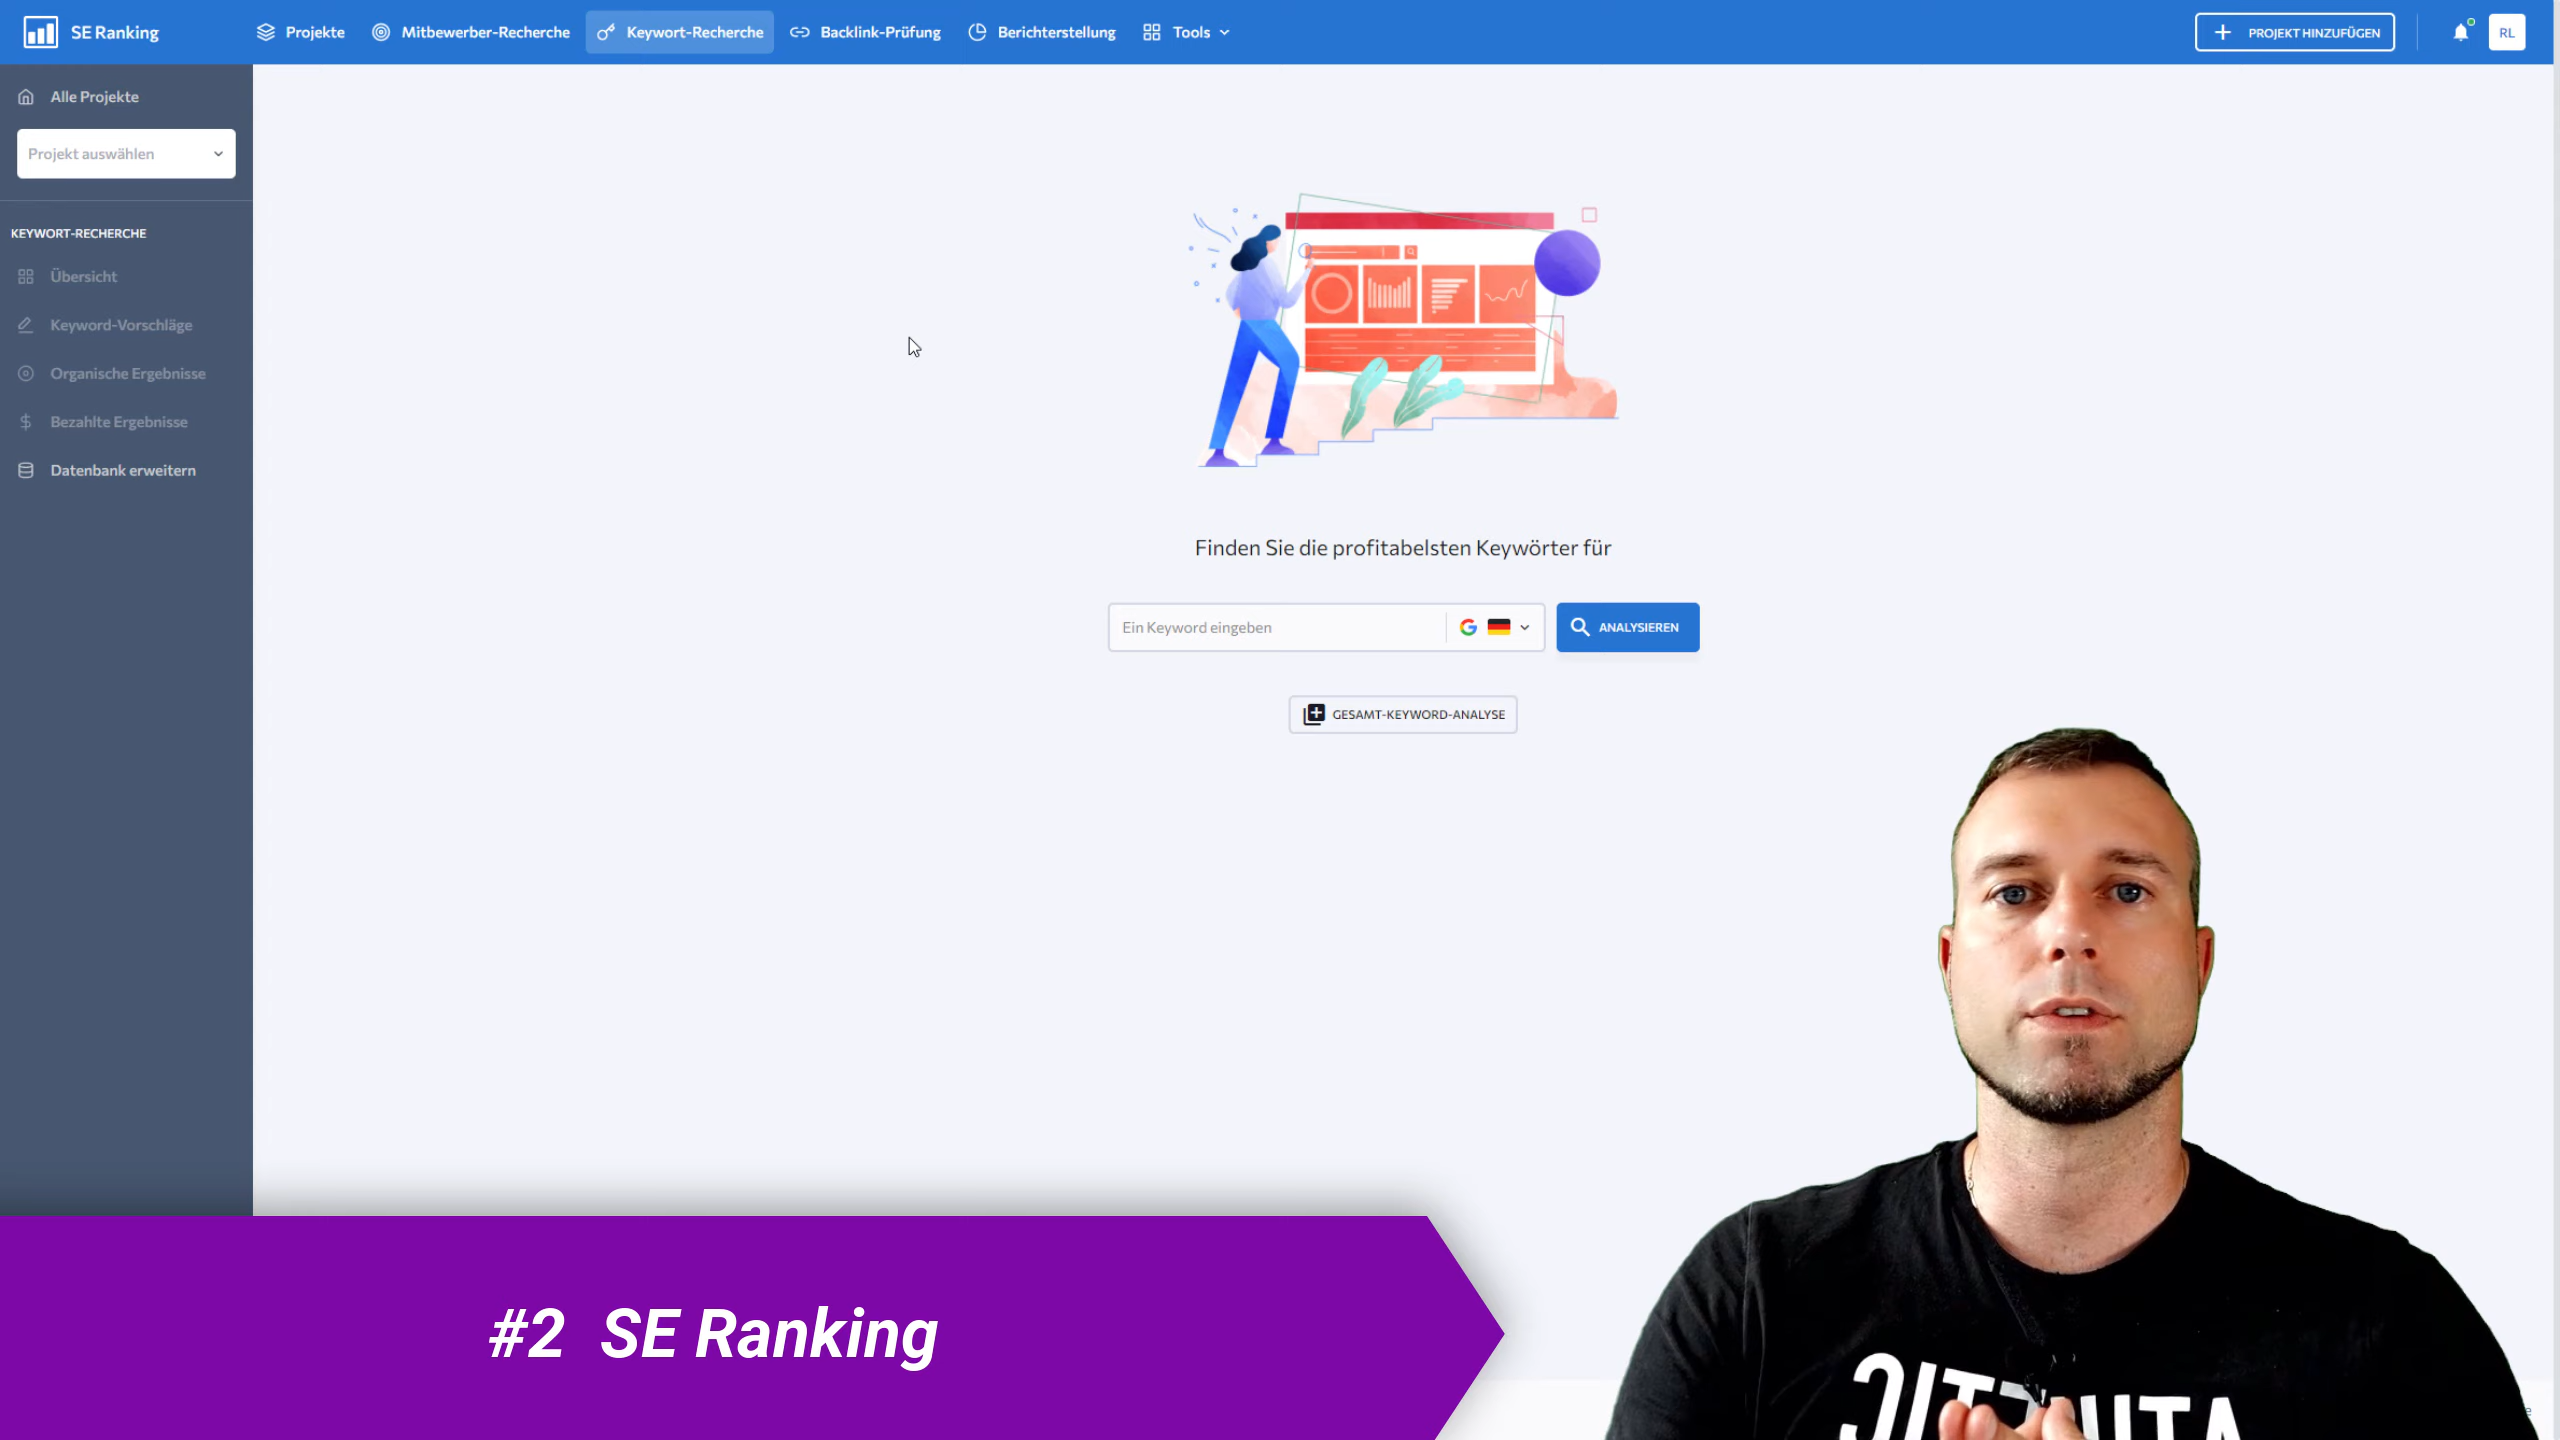 SE Ranking
Projekte
Mitbewerber-Recherche
Keywort-Recherche
Backlink-Prüfung
Berichterstellung
Tools
PROJEKT HINZUFÜGEN
RL
Alle Projekte
Projekt auswählen
KEYWORT-RECHERCHE
Übersicht
Keyword-Vorschläge
Organische Ergebnisse
Bezahlte Ergebnisse
Datenbank erweitern
Finden Sie die profitabelsten Keywörter für
Ein Keyword eingeben
ANALYSIEREN
GESAMT-KEYWORD-ANALYSE
#2 SE Ranking